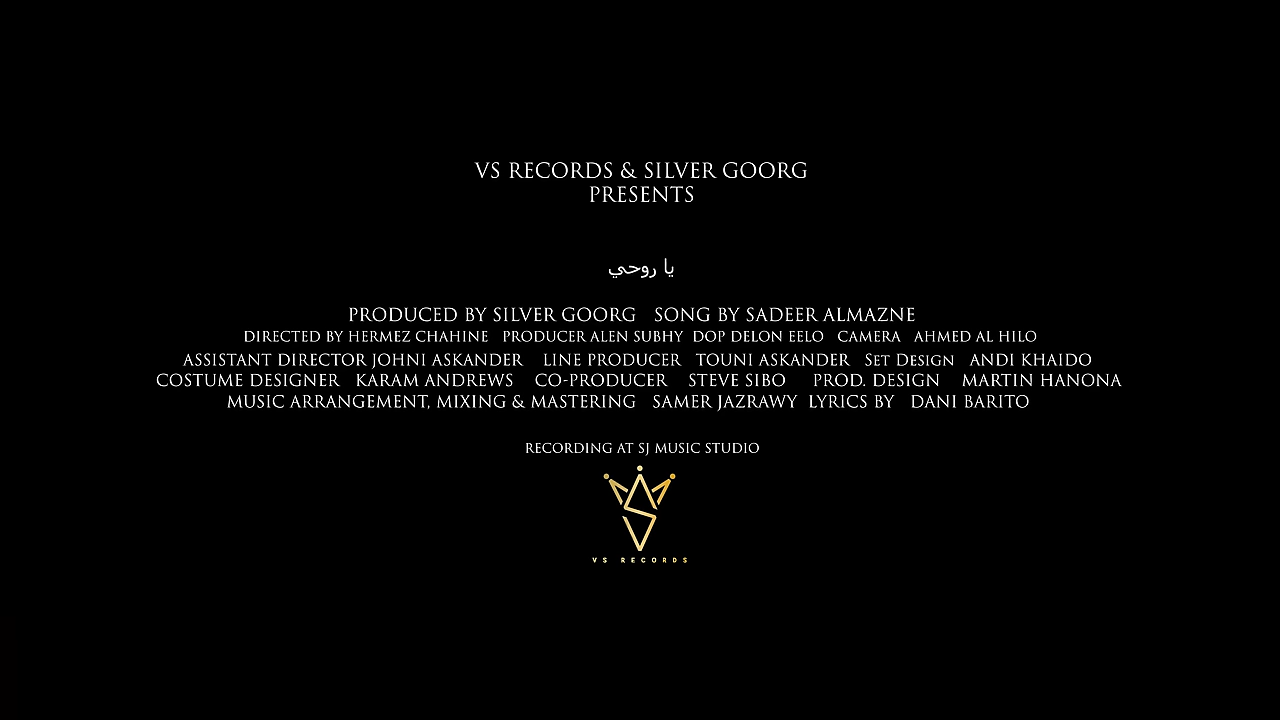 VS RECORDS & SILVER GOORG
PRESENTS
يا روحي
PRODUCED BY SILVER GOORG SONG BY SADEER ALMAZNE
DIRECTED BY HERMEZ CHAHINE PRODUCER ALEN SUBHY DOP DELON EELO CAMERA AHMED AL HILO
ASSISTANT DIRECTOR JOHNI ASKANDER LINE PRODUCER TOUNI ASKANDER SET DESIGN ANDI KHAIDO
COSTUME DESIGNER KARAM ANDREWS CO-PRODUCER STEVE SIBO PROD. DESIGN MARTIN HANONA
MUSIC ARRANGEMENT, MIXING & MASTERING SAMER JAZRAWY LYRICS BY DANI BARITO
RECORDING AT SJ MUSIC STUDIO
VS RECORDS